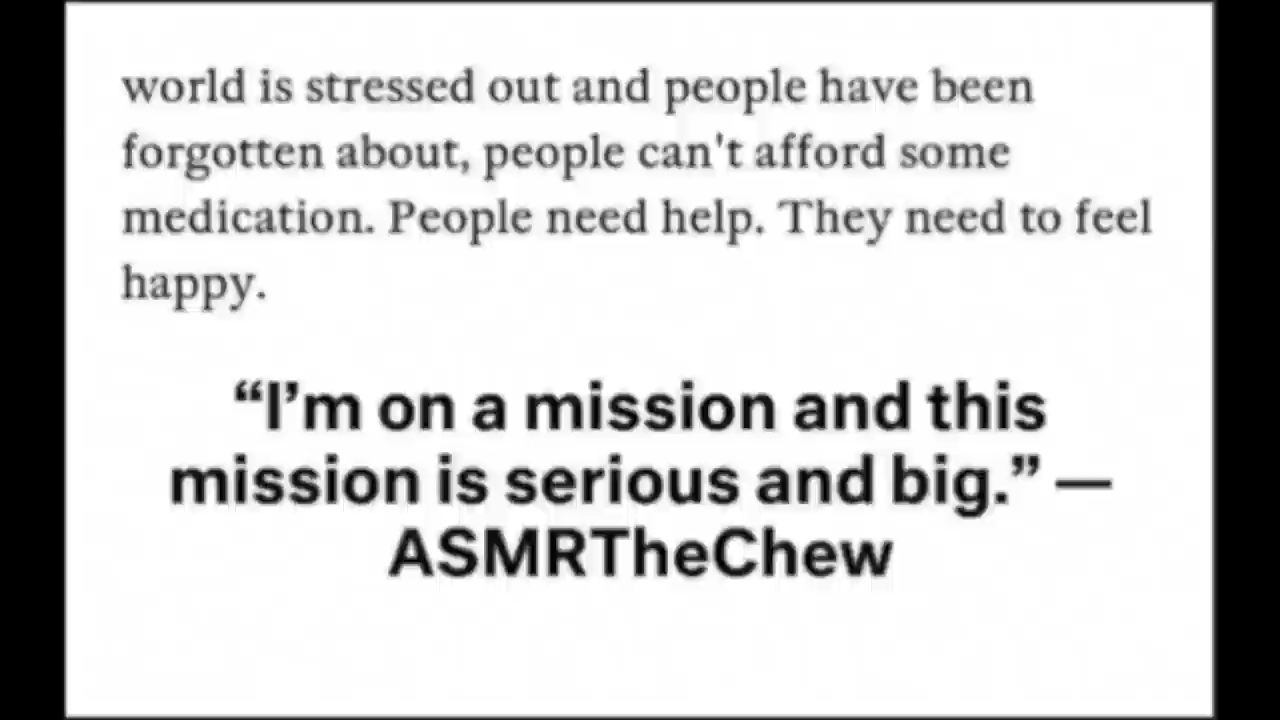 world is stressed out and people have been
forgotten about, people can't afford some
medication. People need help. They need to feel
happy.
“I’m on a mission and this
mission is serious and big.” —
ASMRTheChew